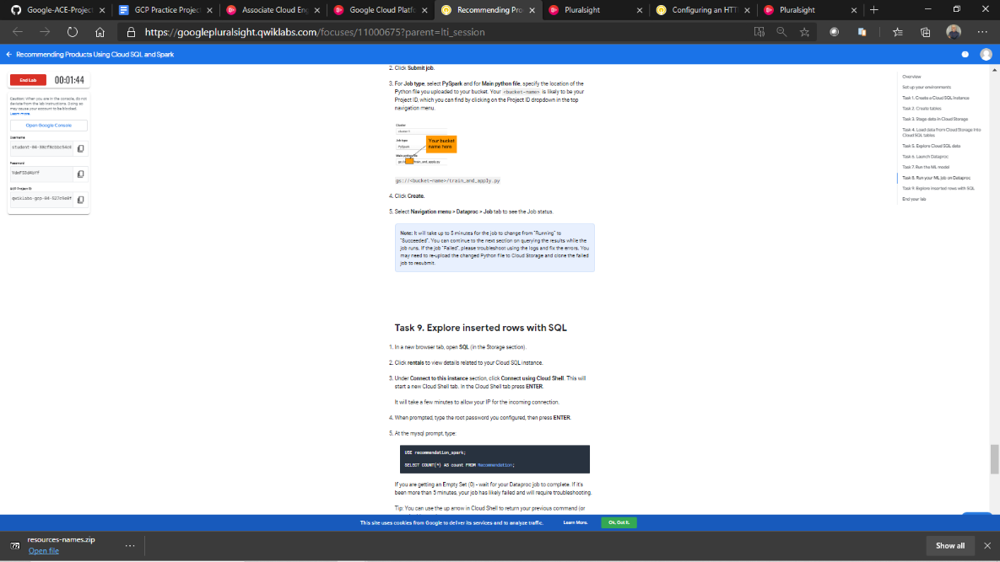 Google-ACE-Project
GCP Practice Project
Associate Cloud Eng
Google Cloud Platf
Recommending Pro
Pluralsight
Configuring an HTT
Pluralsight
https://googlepluralsight.qwiklabs.com/focuses/11000675?parent=lti_session
Recommending Products Using Cloud SQL and Spark
End Lab
00:01:44
Caution: When you are in the console, do not
deviate from the lab instructions. Doing so
may cause your account to be blocked.
Learn more.
Open Google Console
Username
Password
GCP Project ID
2. Click Submit job.
3. For Job type, select PySpark and for Main python file, specify the location of the
Python file you uploaded to your bucket. Your <bucket-name> is likely to be your
Project ID, which you can find by clicking on the Project ID dropdown in the top
navigation menu.
Cluster
Job type
PySpark
Main python file
Your bucket
name here
gs://<bucket-name>/train_and_apply.py
4. Click Create.
5. Select Navigation menu > Dataproc > Job tab to see the Job status.
Note: It will take up to 5 minutes for the job to change from "Running" to
"Succeeded". You can continue to the next section on querying the results while the
job runs. If the job "Failed", please troubleshoot using the logs and fix the errors. You
may need to re-upload the changed Python file to Cloud Storage and clone the failed
job to resubmit.
Task 9. Explore inserted rows with SQL
1. In a new browser tab, open SQL (in the Storage section).
2. Click rentals to view details related to your Cloud SQL instance.
3. Under Connect to this instance section, click Connect using Cloud Shell. This will
start a new Cloud Shell tab. In the Cloud Shell tab press ENTER.
It will take a few minutes to allow your IP for the incoming connection.
4. When prompted, type the root password you configured, then press ENTER.
5. At the mysql prompt, type:
USE recommendation_spark;
SELECT COUNT(*) AS count FROM Recommendation;
If you are getting an Empty Set (0) - wait for your Dataproc job to complete. If it's
been more than 5 minutes, your job has likely failed and will require troubleshooting.
Tip: You can use the up arrow in Cloud Shell to return your previous command (or
Overview
Set up your environments
Task 1. Create a Cloud SQL instance
Task 2. Create tables
Task 3. Stage data in Cloud Storage
Task 4. Load data from Cloud Storage into
Cloud SQL tables
Task 5. Explore Cloud SQL data
Task 6. Launch Dataproc
Task 7. Run the ML model
Task 8. Run your ML job on Dataproc
Task 9. Explore inserted rows with SQL
End your lab
This site uses cookies from Google to deliver its services and to analyze traffic.
Learn More.
Ok, Got It.
resources-names.zip
Open file
Show all